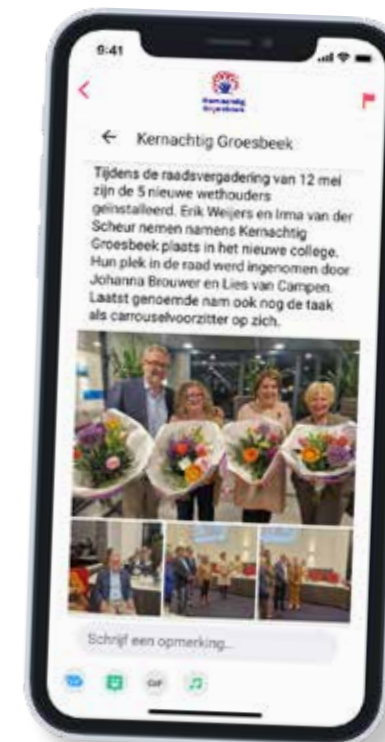 9:41
Kernachtig
Groesbeek
Kernachtig Groesbeek
Tijdens de raadsvergadering van 12 mei
zijn de 5 nieuwe wethouders
geïnstalleerd. Erik Weijers en Irma van der
Scheur nemen namens Kernachtig
Groesbeek plaats in het nieuwe college.
Hun plek in de raad werd ingenomen door
Johanna Brouwer en Lies van Campen.
Laatst genoemde nam ook nog de taak
als carrouselvoorzitter op zich.
Schrijf een opmerking...
GIF